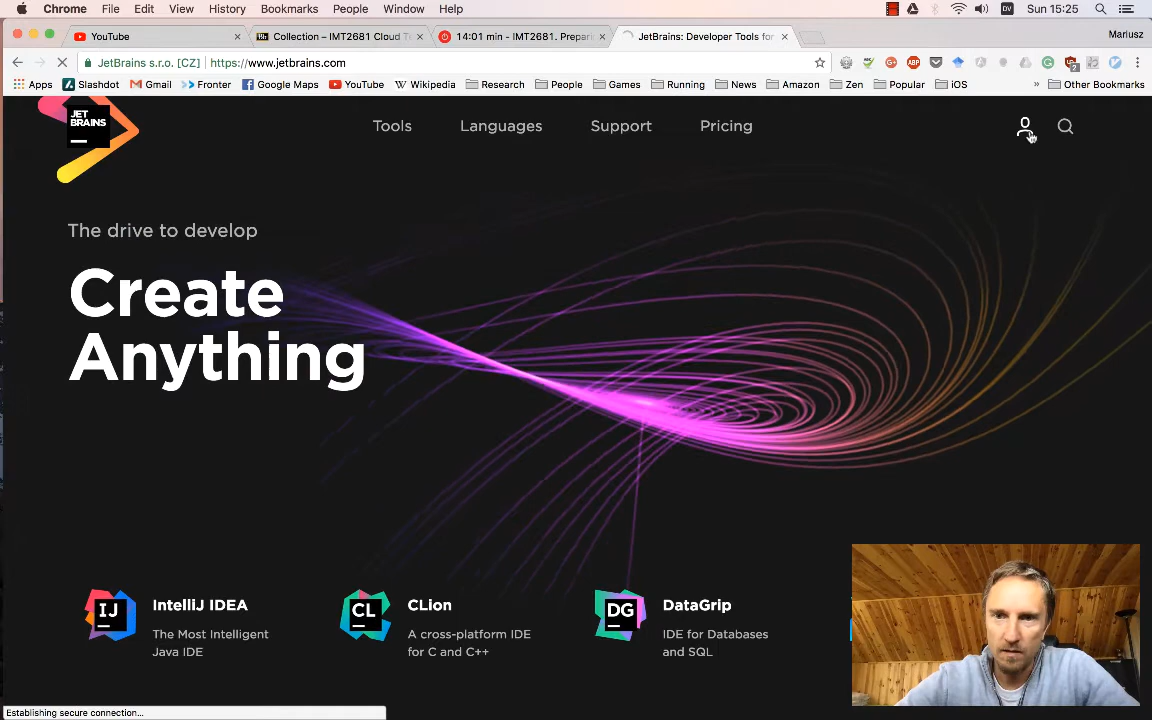 Chrome File Edit View History Bookmarks People Window Help DV Sun 15:25
YouTube Collection – IMT2681 Cloud T 14:01 min - IMT2681. Prepari JetBrains: Developer Tools for Mariusz
JetBrains s.r.o. [CZ] https://www.jetbrains.com
Apps Slashdot Gmail Fronter Google Maps YouTube Wikipedia Research People Games Running News Amazon Zen Popular iOS » Other Bookmarks
JET
BRAINS
Tools Languages Support Pricing
The drive to develop
Create
Anything
IJ IntelliJ IDEA
The Most Intelligent
Java IDE
CL CLion
A cross-platform IDE
for C and C++
DG DataGrip
IDE for Databases
and SQL
Establishing secure connection...